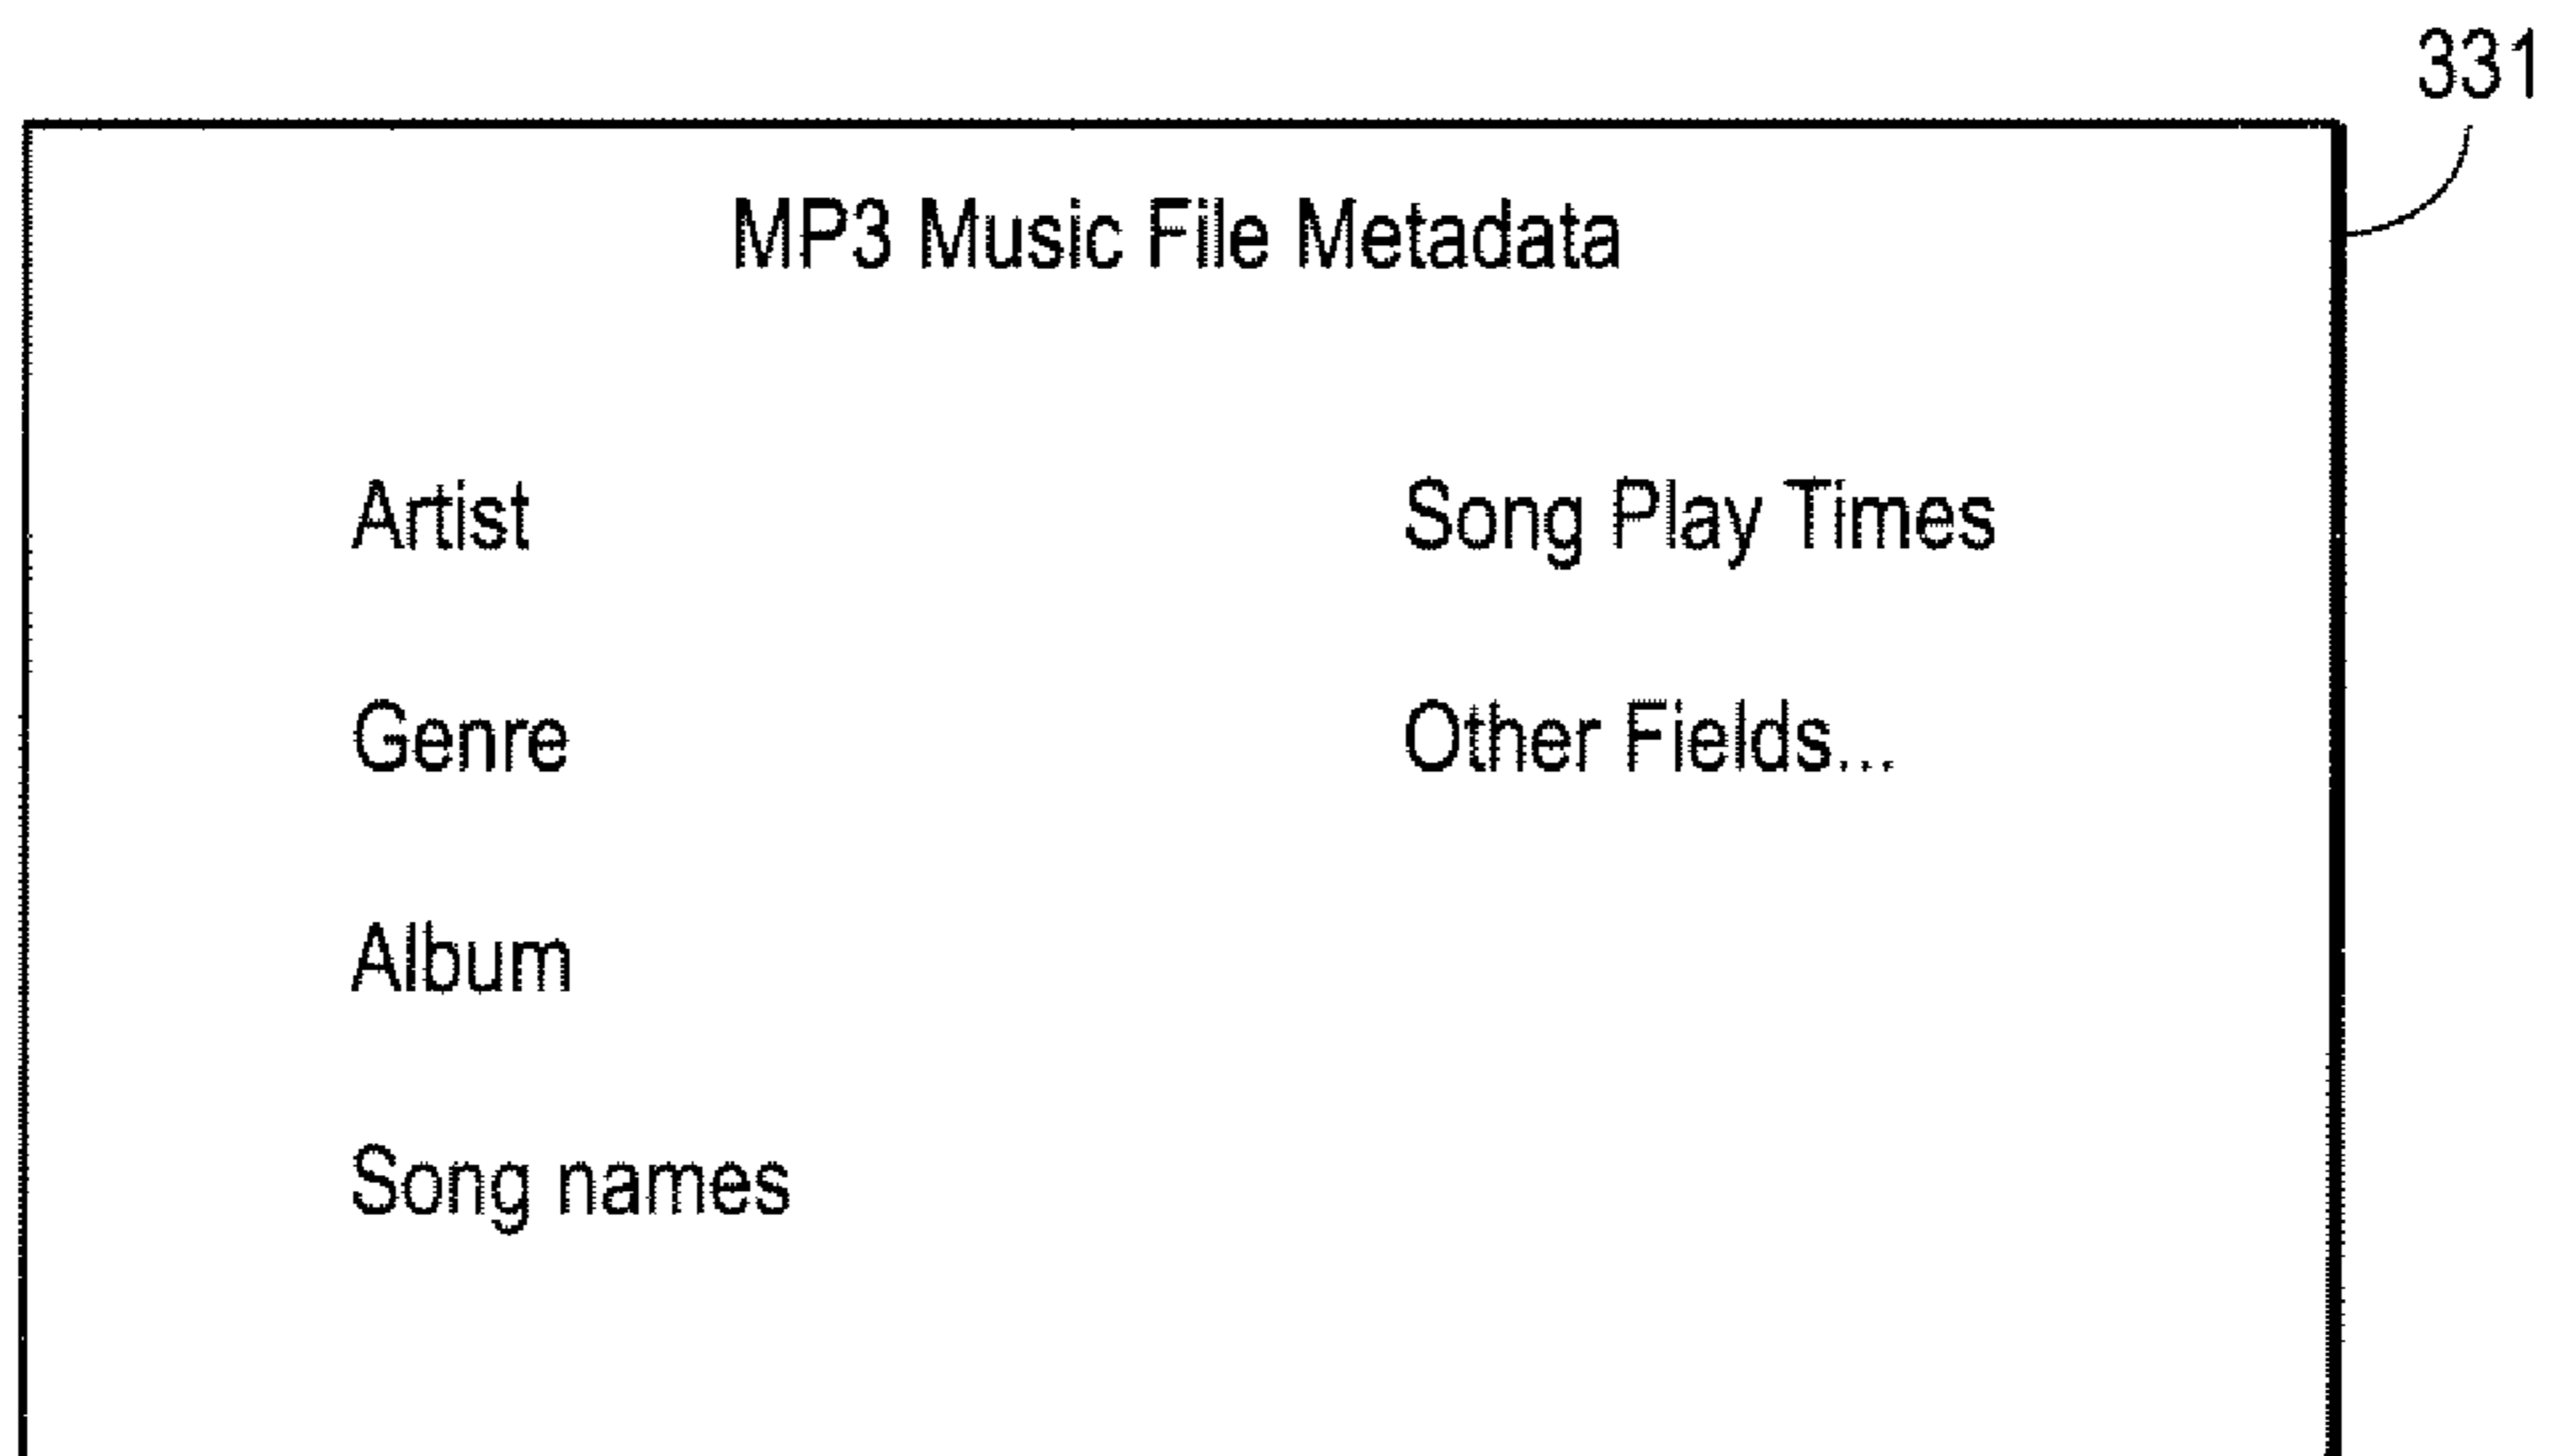 331
MP3 Music File Metadata
Artist
Genre
Album
Song names
Song Play Times
Other Fields...